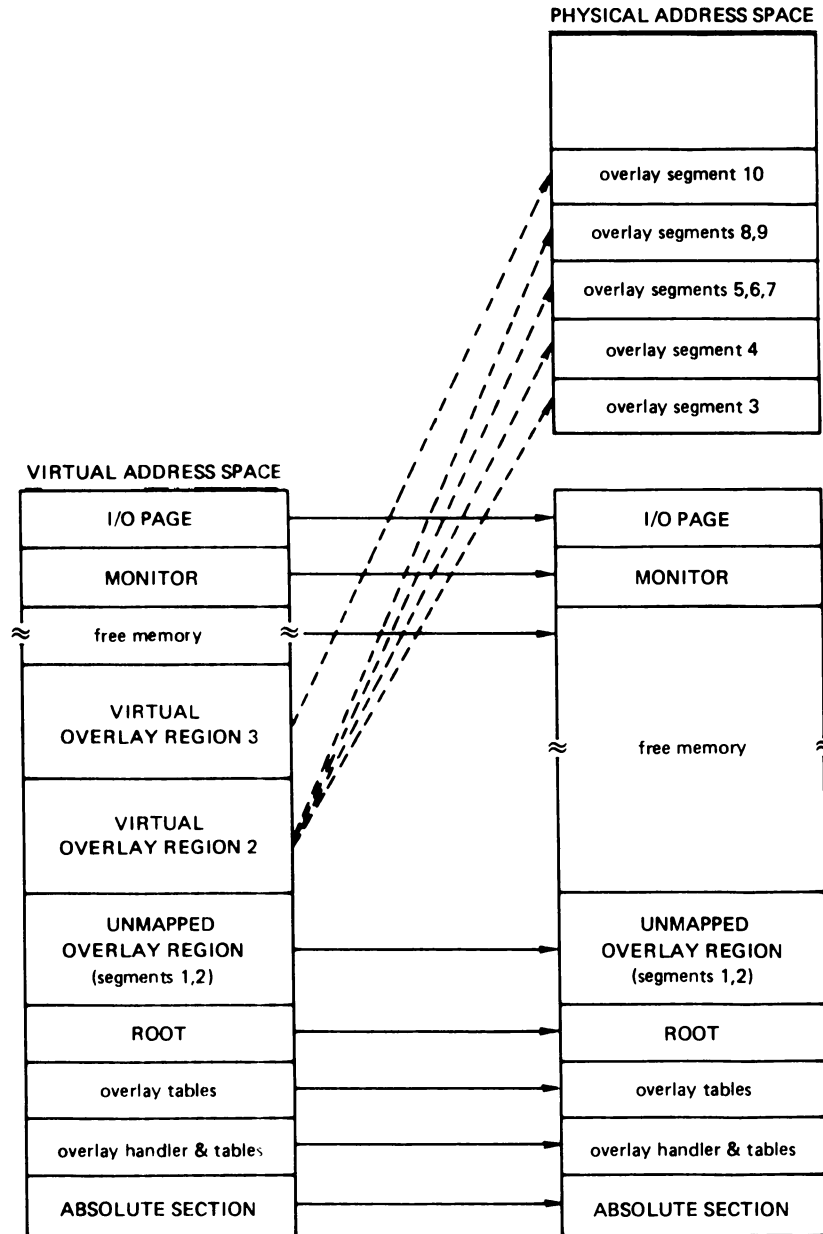 PHYSICAL ADDRESS SPACE
overlay segment 10
overlay segments 8,9
overlay segments 5,6,7
overlay segment 4
overlay segment 3
VIRTUAL ADDRESS SPACE
I/O PAGE
MONITOR
free memory
VIRTUAL
OVERLAY REGION 3
VIRTUAL
OVERLAY REGION 2
UNMAPPED
OVERLAY REGION
(segments 1,2)
ROOT
overlay tables
overlay handler & tables
ABSOLUTE SECTION
I/O PAGE
MONITOR
free memory
UNMAPPED
OVERLAY REGION
(segments 1,2)
ROOT
overlay tables
overlay handler & tables
ABSOLUTE SECTION